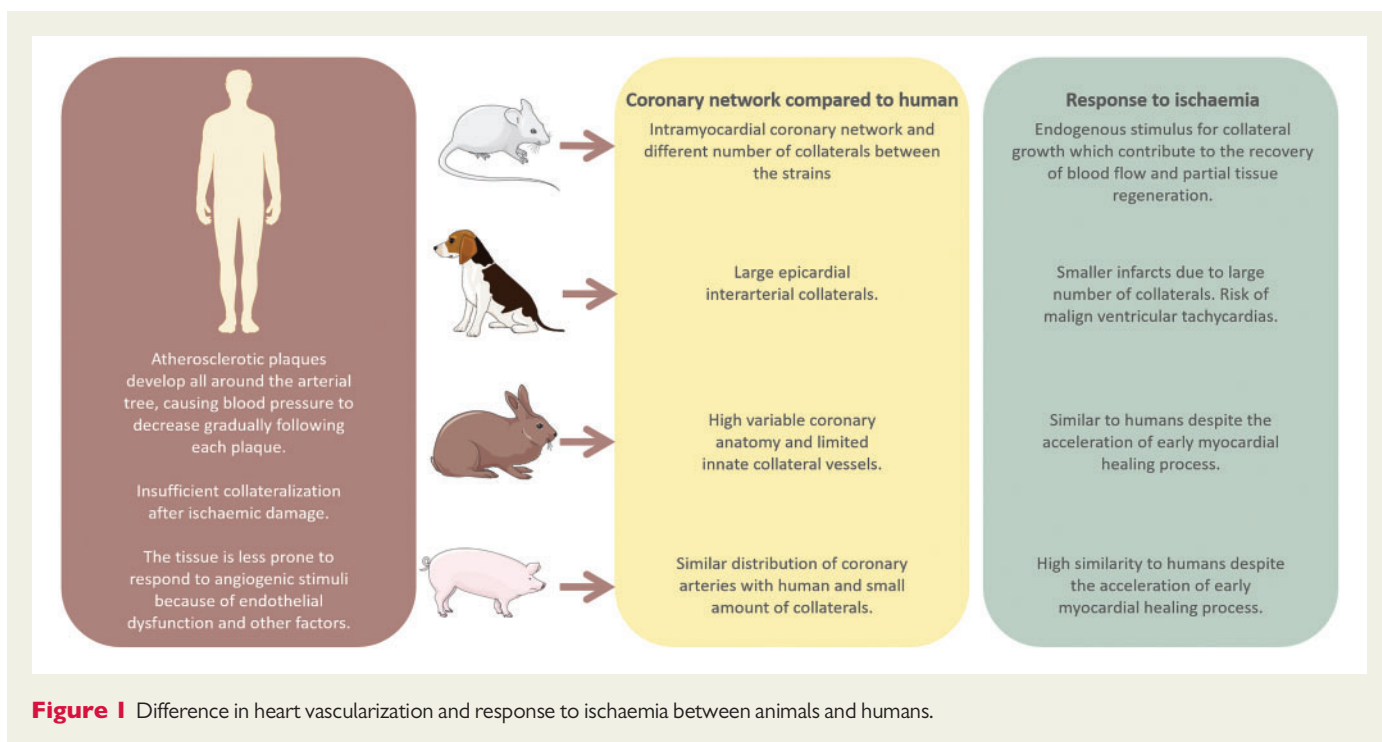 Atherosclerotic plaques
develop all around the arterial
tree, causing blood pressure to
decrease gradually following
each plaque.
Insufficient collateralization
after ischaemic damage.
The tissue is less prone to
respond to angiogenic stimuli
because of endothelial
dysfunction and other factors.
Coronary network compared to human
Intramyocardial coronary network and
different number of collaterals between
the strains
Large epicardial
interarterial collaterals.
High variable coronary
anatomy and limited
innate collateral vessels.
Similar distribution of coronary
arteries with human and small
amount of collaterals.
Response to ischaemia
Endogenous stimulus for collateral
growth which contribute to the recovery
of blood flow and partial tissue
regeneration.
Smaller infarcts due to large
number of collaterals. Risk of
malign ventricular tachycardias.
Similar to humans despite the
acceleration of early myocardial
healing process.
High similarity to humans despite
the acceleration of early
myocardial healing process.
Figure 1 Difference in heart vascularization and response to ischaemia between animals and humans.